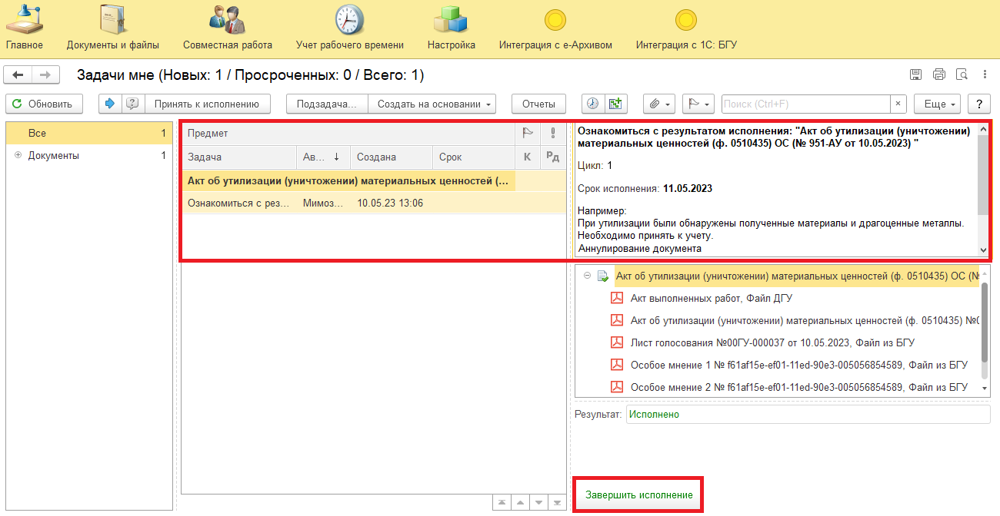 Главное
Документы и файлы
Совместная работа
Учет рабочего времени
Настройка
Интеграция с е-Архивом
Интеграция с 1С: БГУ
Задачи мне (Новых: 1 / Просроченных: 0 / Всего: 1)
Обновить
Принять к исполнению
Подзадача...
Создать на основании
Отчеты
Поиск (Ctrl+F)
×
Еще
?
Все 1
Документы 1
Предмет
Задача Ав... ↓ Создана Срок К Рд
Акт об утилизации (уничтожении) материальных ценностей (...
Ознакомиться с рез... Мимоз... 10.05.23 13:06
Ознакомиться с результатом исполнения: "Акт об утилизации (уничтожении)
материальных ценностей (ф. 0510435) ОС (№ 951-АУ от 10.05.2023) "
Цикл: 1
Срок исполнения: 11.05.2023
Например:
При утилизации были обнаружены полученные материалы и драгоценные металлы.
Необходимо принять к учету.
Аннулирование документа
Акт об утилизации (уничтожении) материальных ценностей (ф. 0510435) ОС (№
Акт выполненных работ, Файл ДГУ
Акт об утилизации (уничтожении) материальных ценностей (ф. 0510435) №0
Лист голосования №00ГУ-000037 от 10.05.2023, Файл из БГУ
Особое мнение 1 № f61af15e-ef01-11ed-90e3-005056854589, Файл из БГУ
Особое мнение 2 № f61af15e-ef01-11ed-90e3-005056854589, Файл из БГУ
Результат: Исполнено
Завершить исполнение